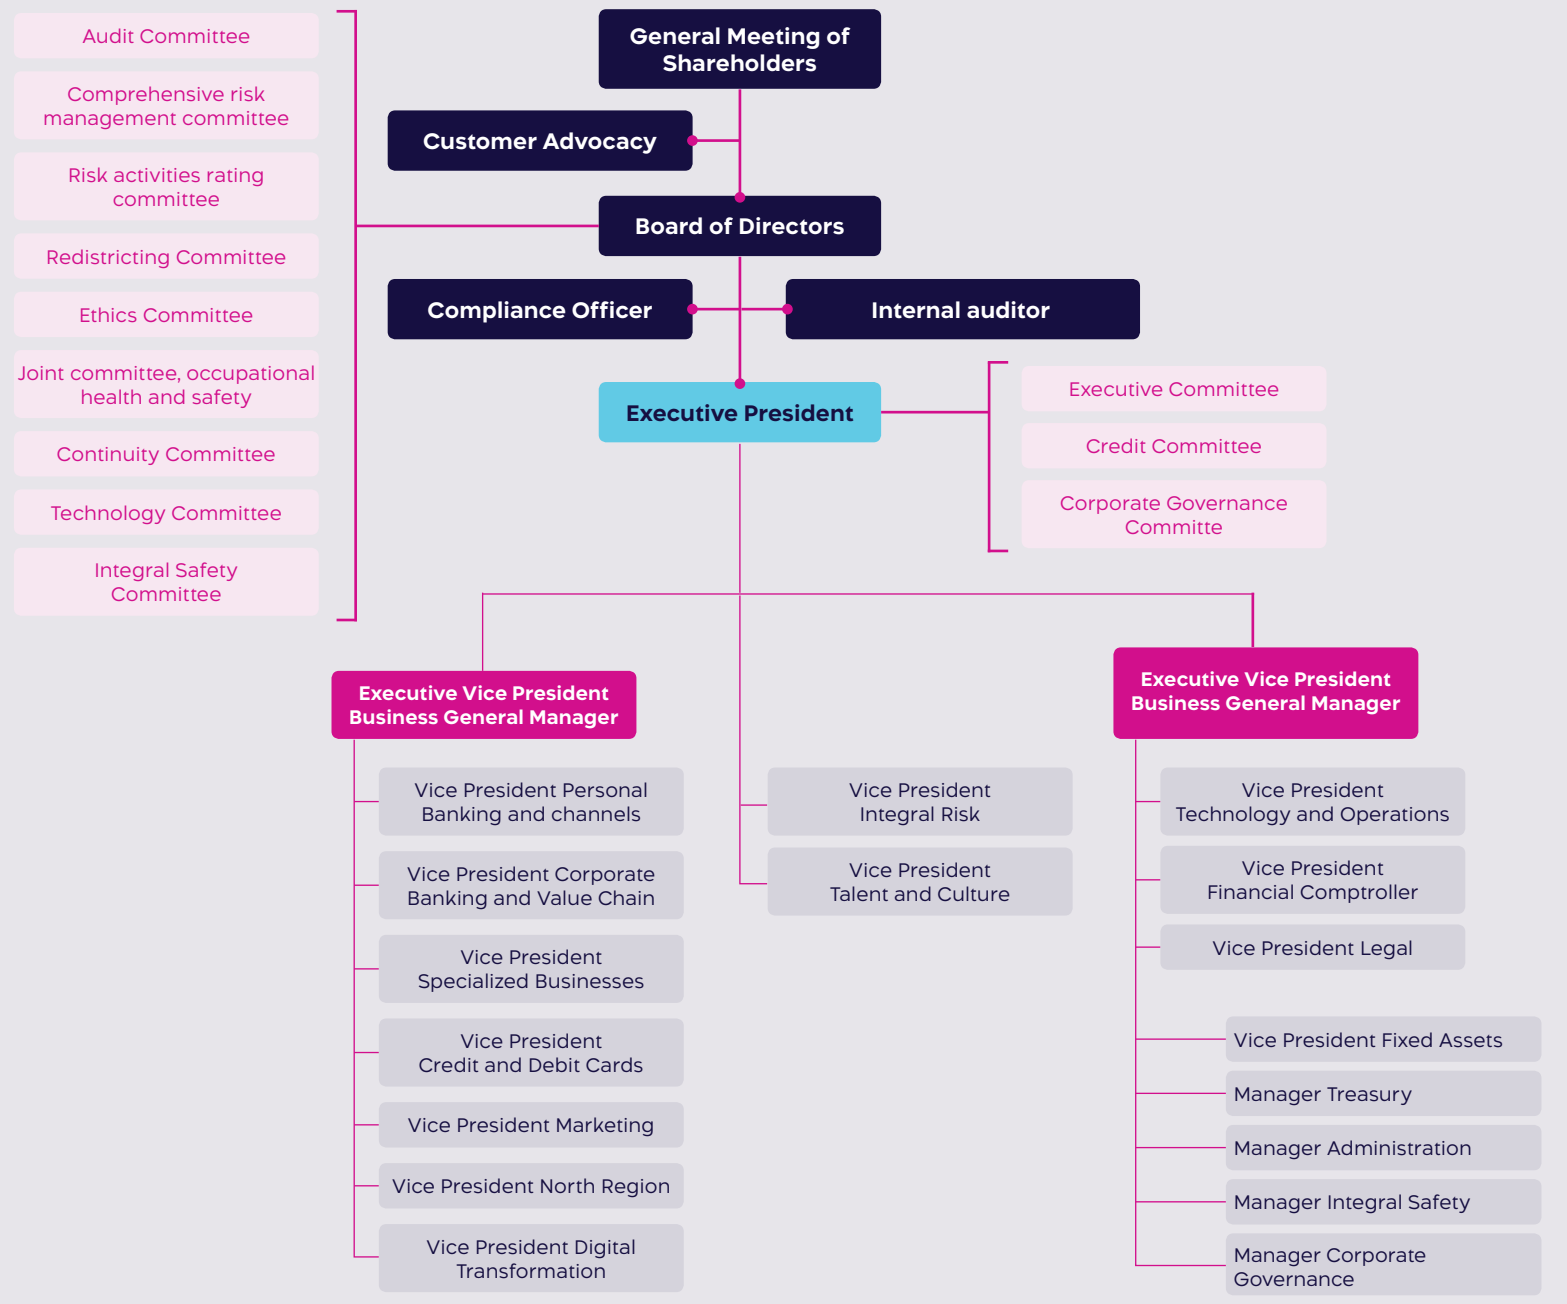 Audit Committee
Comprehensive risk
management committee
Risk activities rating
committee
Redistricting Committee
Ethics Committee
Joint committee, occupational
health and safety
Continuity Committee
Technology Committee
Integral Safety
Committee
General Meeting of
Shareholders
Customer Advocacy
Board of Directors
Compliance Officer
Internal auditor
Executive President
Executive Committee
Credit Committee
Corporate Governance
Committe
Executive Vice President
Business General Manager
Vice President Personal
Banking and channels
Vice President Corporate
Banking and Value Chain
Vice President
Specialized Businesses
Vice President
Credit and Debit Cards
Vice President Marketing
Vice President North Region
Vice President Digital
Transformation
Vice President
Integral Risk
Vice President
Talent and Culture
Executive Vice President
Business General Manager
Vice President
Technology and Operations
Vice President
Financial Comptroller
Vice President Legal
Vice President Fixed Assets
Manager Treasury
Manager Administration
Manager Integral Safety
Manager Corporate
Governance